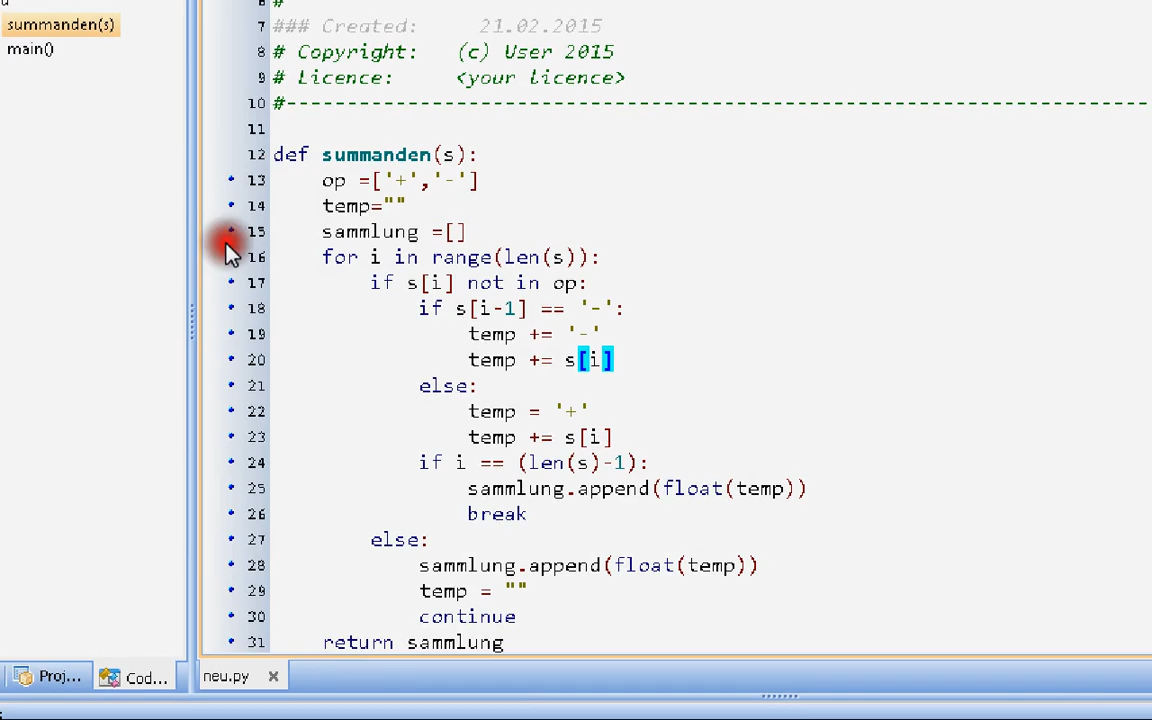 summanden(s)
main()
7 ### Created:     21.02.2015
8 # Copyright:   (c) User 2015
9 # Licence:     <your licence>
10 #------------------------------------------------------------------------
11
12 def summanden(s):
13     op =['+','-']
14     temp=""
15     sammlung =[]
16     for i in range(len(s)):
17         if s[i] not in op:
18             if s[i-1] == '-':
19                 temp += '-'
20                 temp += s[i]
21             else:
22                 temp = '+'
23                 temp += s[i]
24             if i == (len(s)-1):
25                 sammlung.append(float(temp))
26                 break
27         else:
28             sammlung.append(float(temp))
29             temp = ""
30             continue
31     return sammlung
Proj... Cod... neu.py